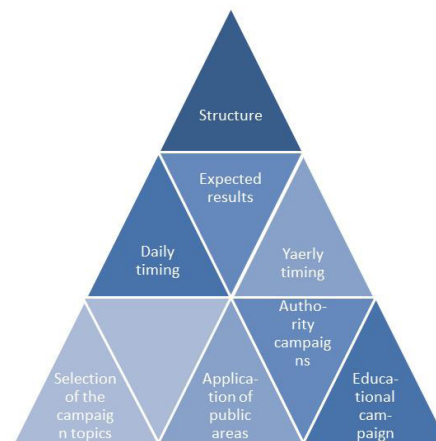 Structure
Expected
results
Daily
timing
Yaerly
timing
Autho-
rity
campaig
ns
Selection
of the
campaig
n topics
Applica-
tion of
public
areas
Educa-
tional
cam-
paign